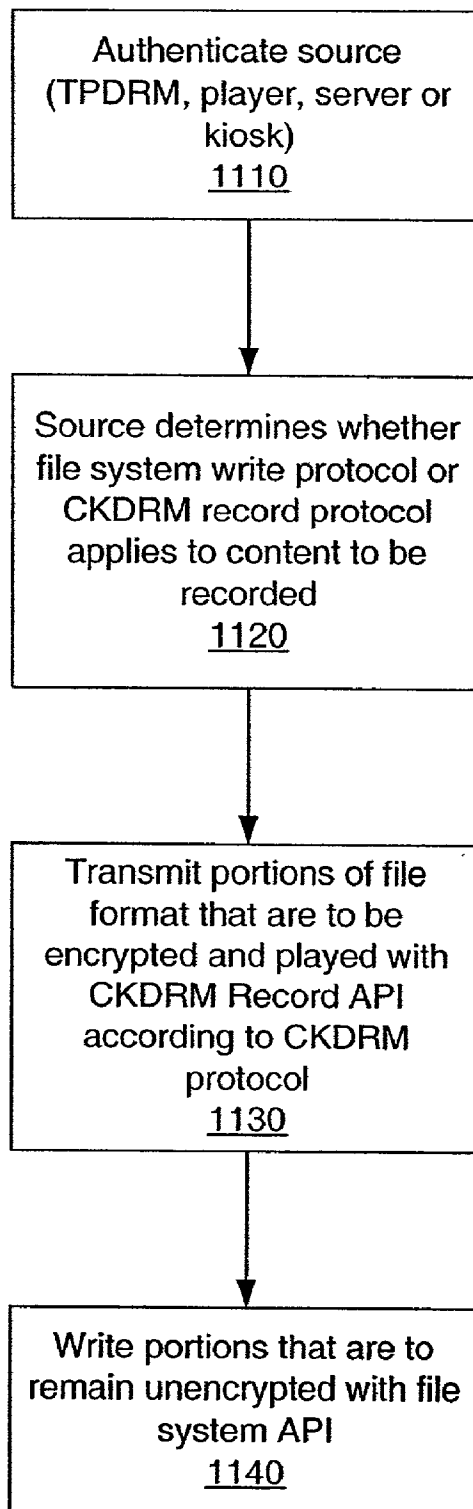 Authenticate source
(TPDRM, player, server or
kiosk)
1110
Source determines whether
file system write protocol or
CKDRM record protocol
applies to content to be
recorded
1120
Transmit portions of file
format that are to be
encrypted and played with
CKDRM Record API
according to CKDRM
protocol
1130
Write portions that are to
remain unencrypted with file
system API
1140